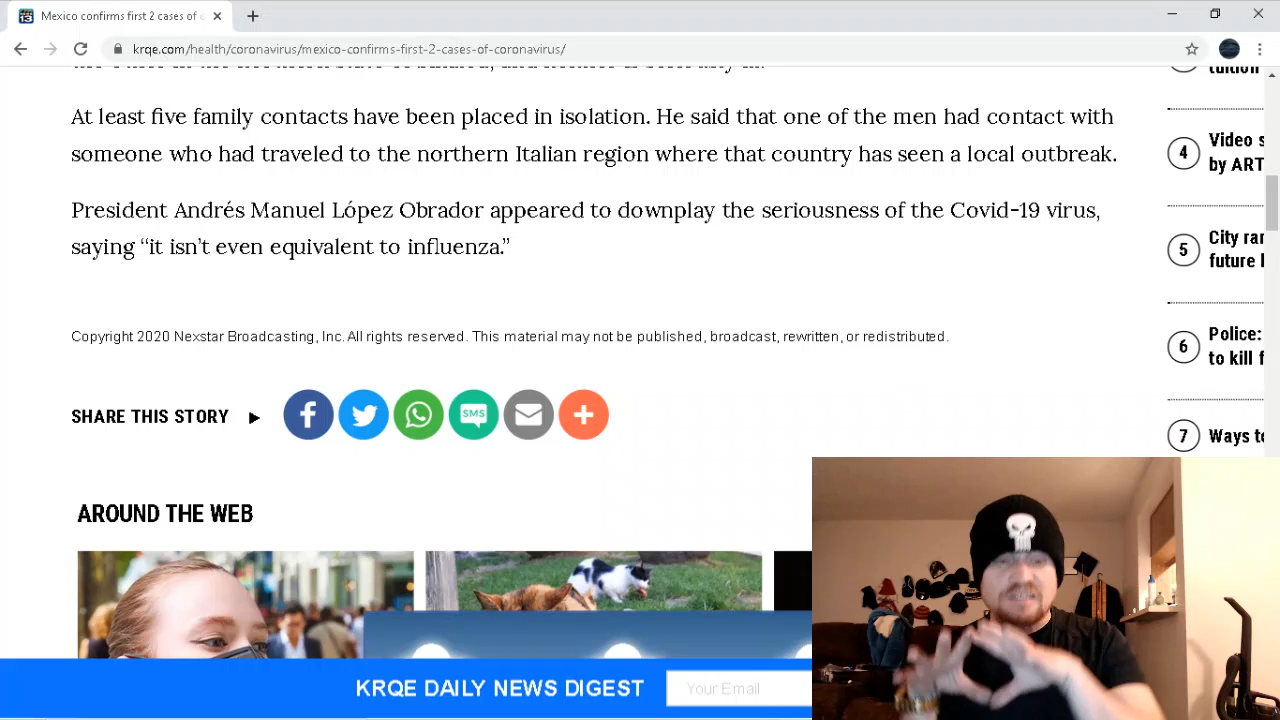 Mexico confirms first 2 cases of c
krqe.com/health/coronavirus/mexico-confirms-first-2-cases-of-coronavirus/
At least five family contacts have been placed in isolation. He said that one of the men had contact with
someone who had traveled to the northern Italian region where that country has seen a local outbreak.
President Andrés Manuel López Obrador appeared to downplay the seriousness of the Covid-19 virus,
saying “it isn’t even equivalent to influenza.”
Copyright 2020 Nexstar Broadcasting, Inc. All rights reserved. This material may not be published, broadcast, rewritten, or redistributed.
SHARE THIS STORY
SMS
AROUND THE WEB
KRQE DAILY NEWS DIGEST
Your Email
tuition
4
Video s
by ART
5
City ran
future
6
Police:
to kill f
7
Ways t